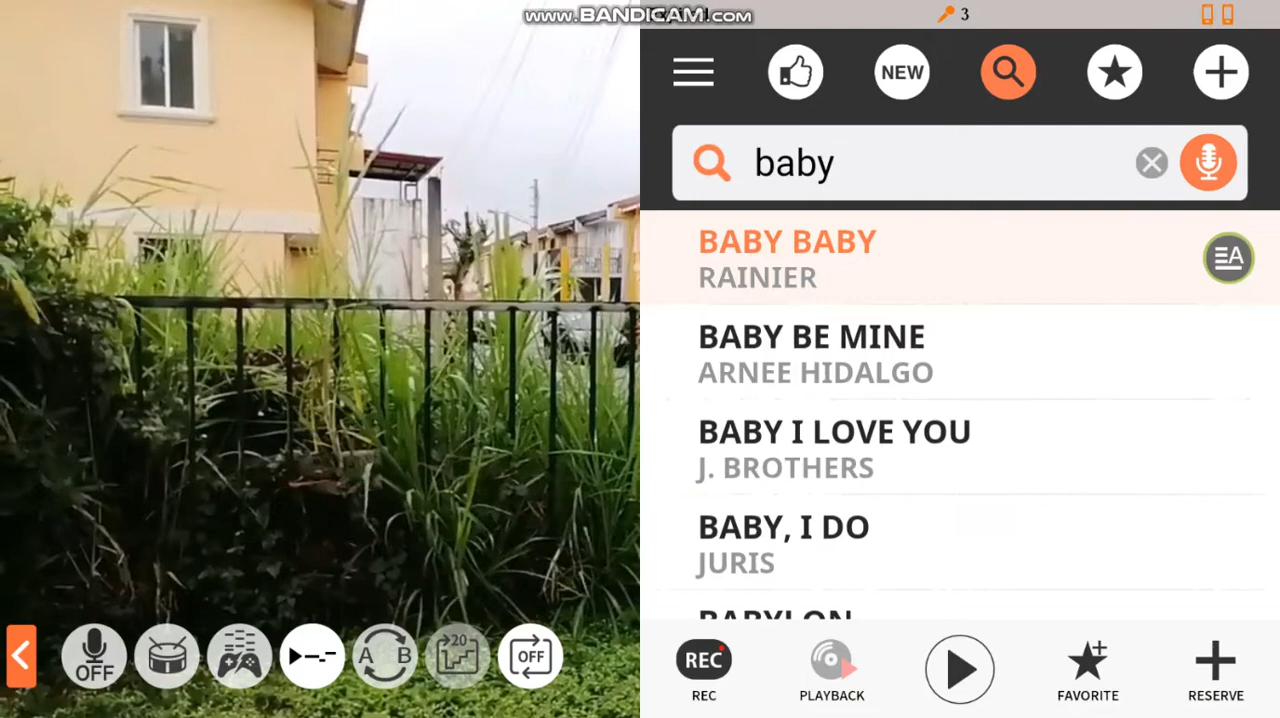 www.BANDICAM.com
3
NEW
baby
BABY BABY
RAINIER
A
BABY BE MINE
ARNEE HIDALGO
BABY I LOVE YOU
J. BROTHERS
BABY, I DO
JURIS
BABYLON
OFF
A B
20
OFF
REC
REC
PLAYBACK
FAVORITE
RESERVE